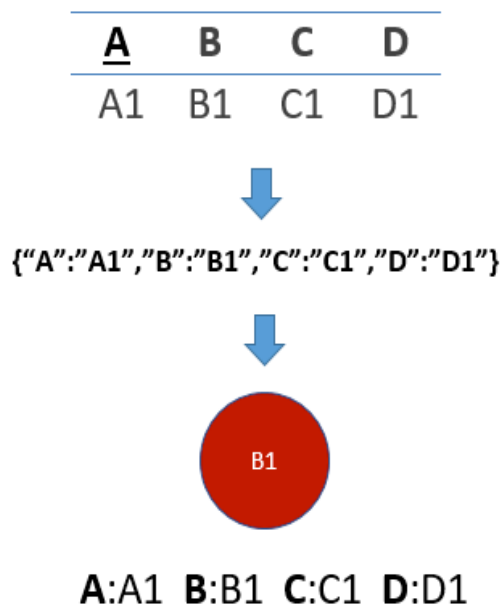 A B C D
A1 B1 C1 D1
{“A”:”A1”,”B”:”B1”,”C”:”C1”,”D”:”D1”}
B1
A:A1 B:B1 C:C1 D:D1